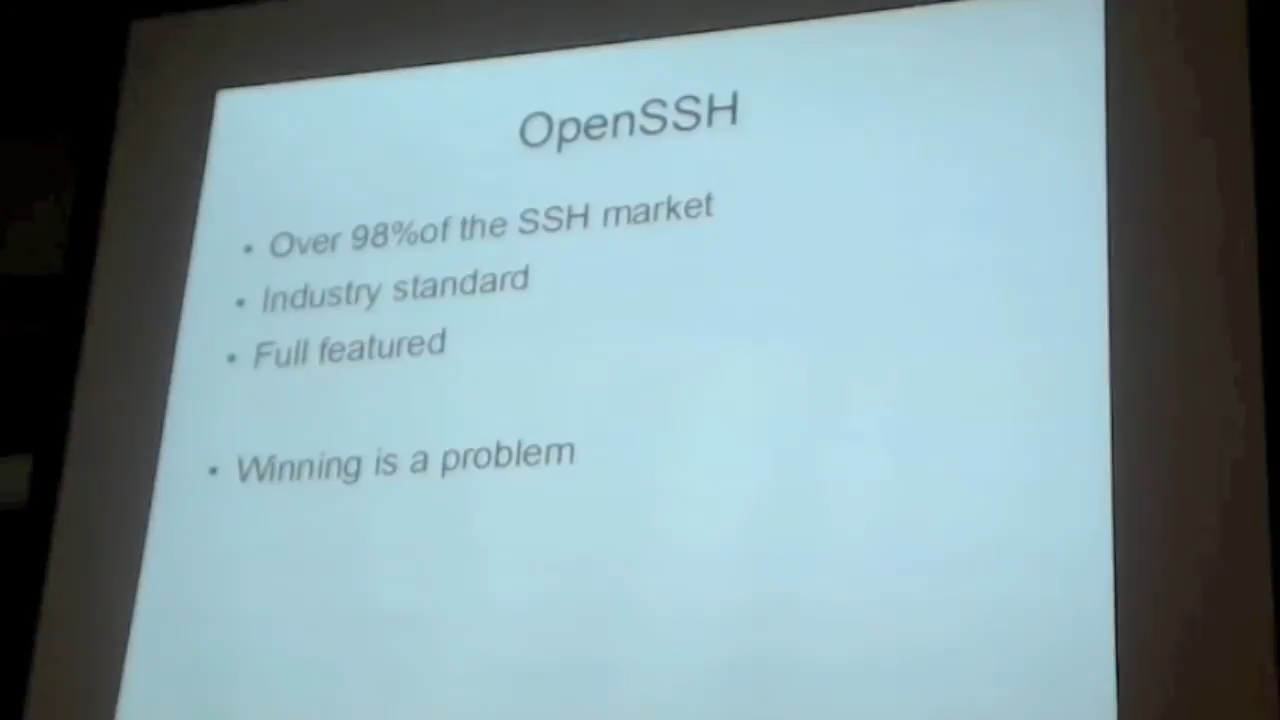 OpenSSH
• Over 98%of the SSH market
• Industry standard
• Full featured
• Winning is a problem